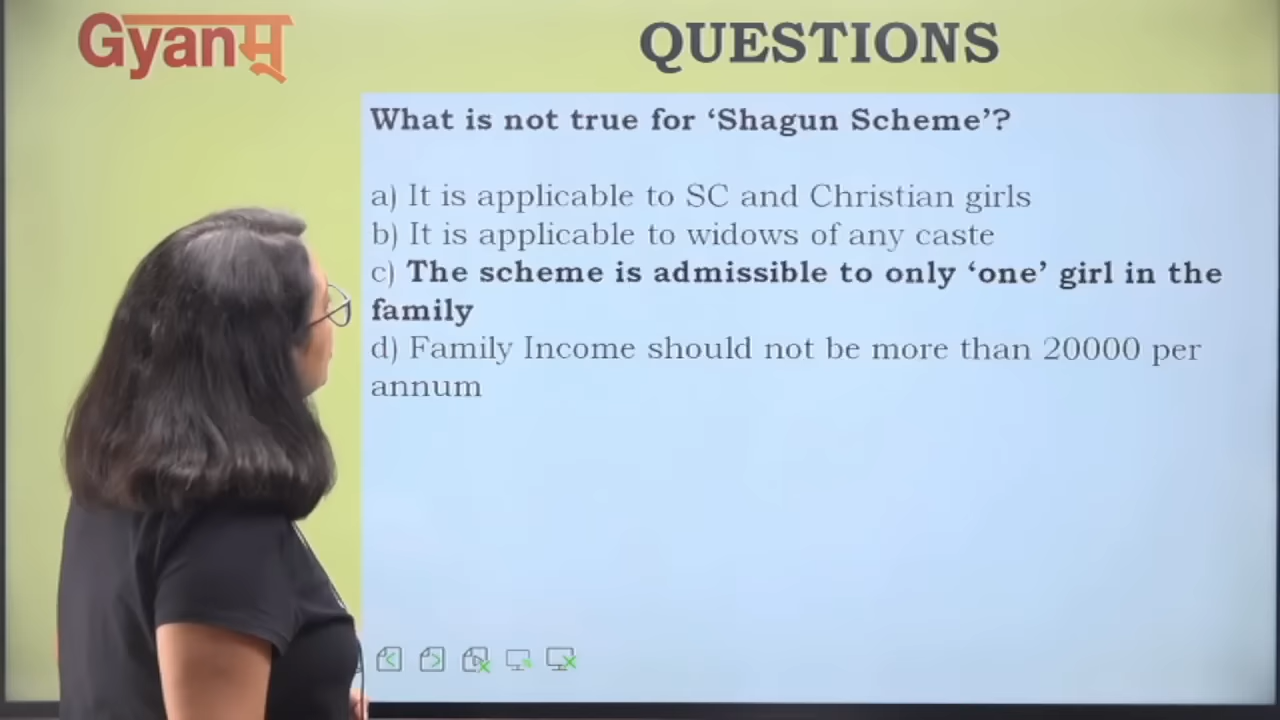 Gyanम
QUESTIONS
What is not true for ‘Shagun Scheme’?
a) It is applicable to SC and Christian girls
b) It is applicable to widows of any caste
c) The scheme is admissible to only ‘one’ girl in the
family
d) Family Income should not be more than 20000 per
annum